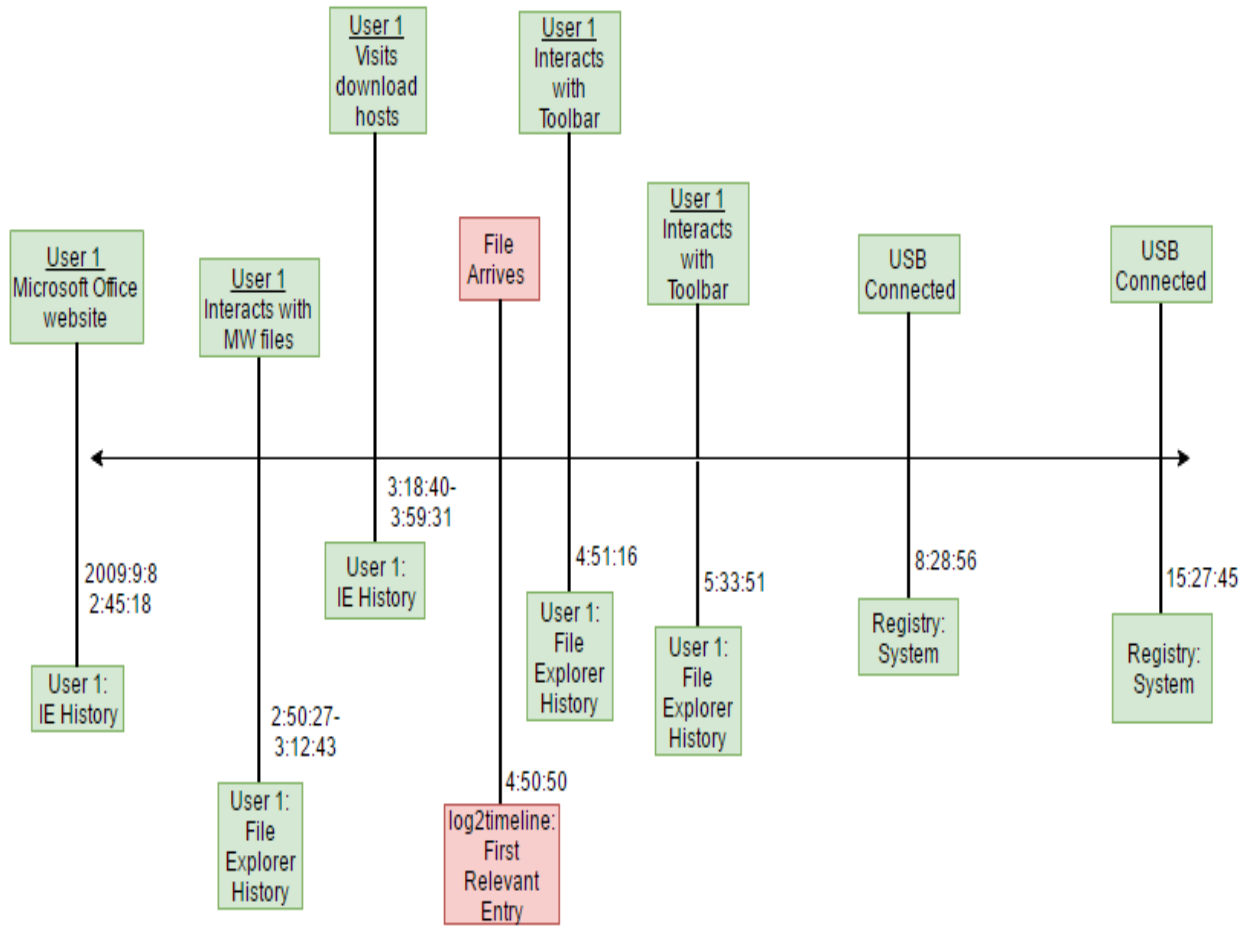 User 1
Visits
download
hosts
User 1
Interacts
with
Toolbar
User 1
Interacts
with
Toolbar
File
Arrives
User 1
Microsoft Office
website
User 1
Interacts with
MW files
USB
Connected
USB
Connected
3:18:40-
3:59:31
User 1:
IE History
4:51:16
User 1:
File
Explorer
History
5:33:51
User 1:
File
Explorer
History
8:28:56
Registry:
System
15:27:45
Registry:
System
2009:9:8
2:45:18
User 1:
IE History
2:50:27-
3:12:43
User 1:
File
Explorer
History
4:50:50
log2timeline:
First
Relevant
Entry